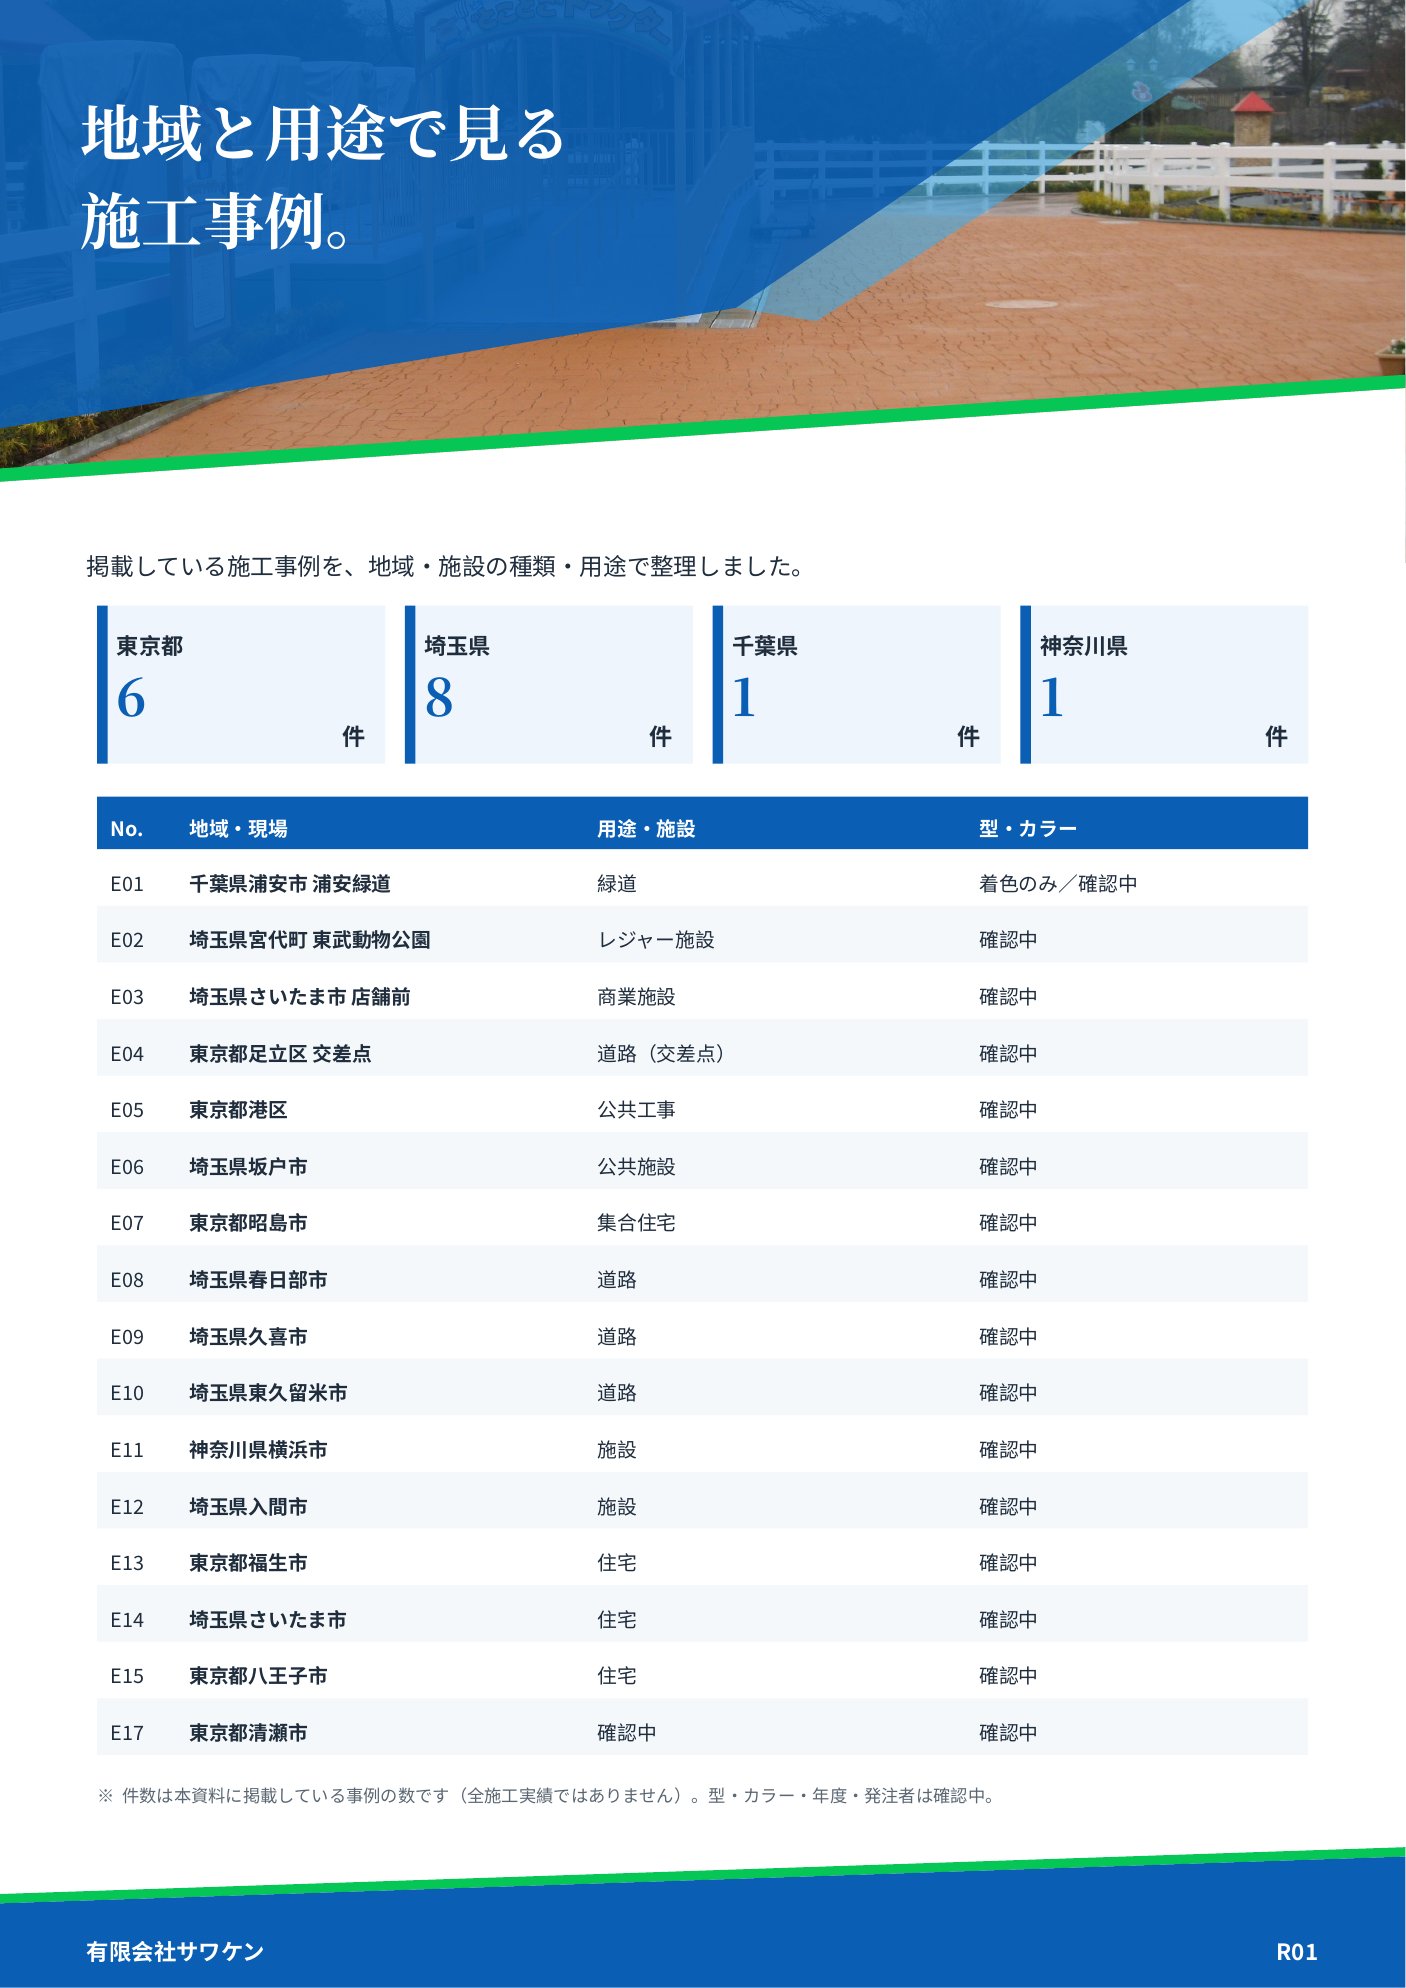 地域と用途で見る
施工事例。
掲載している施工事例を、地域・施設の種類・用途で整理しました。
東京都
6
件
埼玉県
8
件
千葉県
1
件
神奈川県
1
件
No. 地域・現場 用途・施設 型・カラー
E01 千葉県浦安市 浦安緑道 緑道 着色のみ／確認中
E02 埼玉県宮代町 東武動物公園 レジャー施設 確認中
E03 埼玉県さいたま市 店舗前 商業施設 確認中
E04 東京都足立区 交差点 道路（交差点） 確認中
E05 東京都港区 公共工事 確認中
E06 埼玉県坂戸市 公共施設 確認中
E07 東京都昭島市 集合住宅 確認中
E08 埼玉県春日部市 道路 確認中
E09 埼玉県久喜市 道路 確認中
E10 埼玉県東久留米市 道路 確認中
E11 神奈川県横浜市 施設 確認中
E12 埼玉県入間市 施設 確認中
E13 東京都福生市 住宅 確認中
E14 埼玉県さいたま市 住宅 確認中
E15 東京都八王子市 住宅 確認中
E17 東京都清瀬市 確認中 確認中
※ 件数は本資料に掲載している事例の数です（全施工実績ではありません）。型・カラー・年度・発注者は確認中。
有限会社サワケン R01